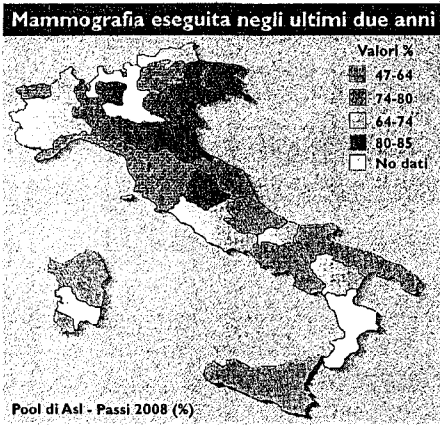 Mammografia eseguita negli ultimi due anni
Valori %
47-64
74-80
64-74
80-85
No dati
Pool di Asl - Passi 2008 (%)